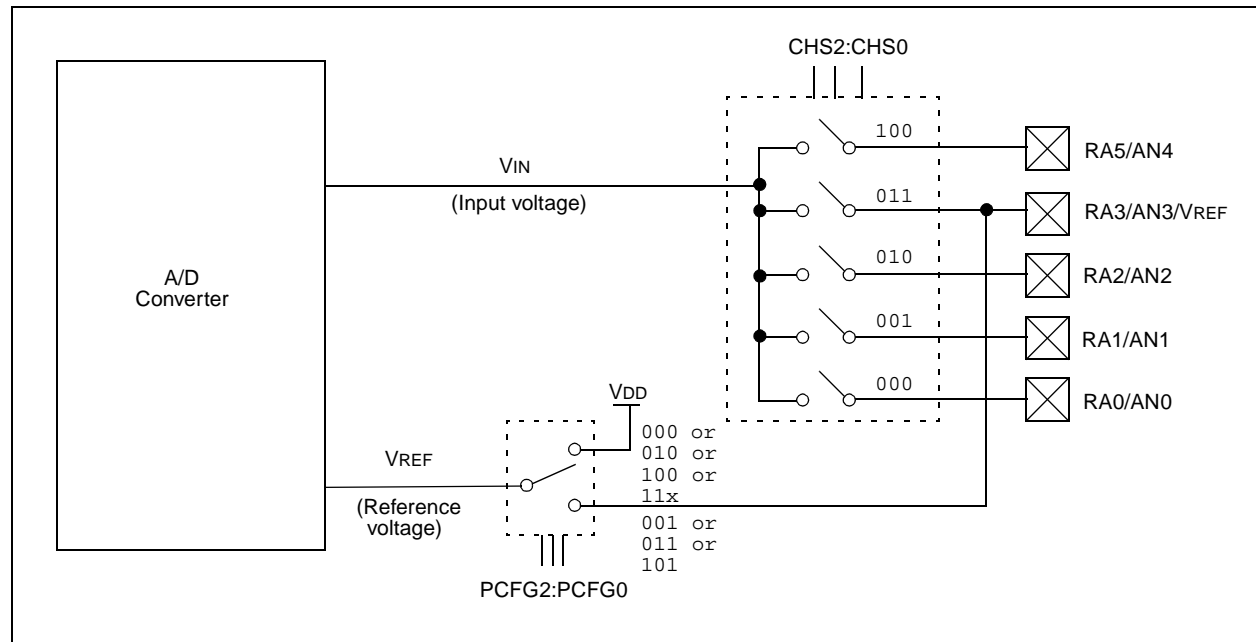 CHS2:CHS0
100
RA5/AN4
VIN
(Input voltage)
011
RA3/AN3/VREF
A/D
Converter
010
RA2/AN2
001
RA1/AN1
000
RA0/AN0
VDD
000 or
010 or
100 or
11x
001 or
011 or
101
VREF
(Reference
voltage)
PCFG2:PCFG0